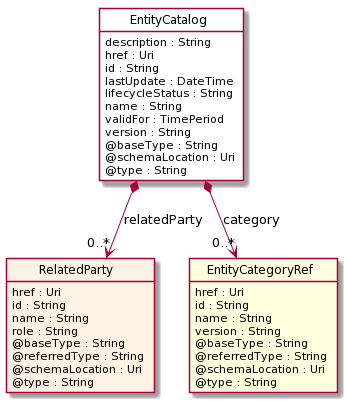 EntityCatalog
description : String
href : Uri
id : String
lastUpdate : DateTime
lifecycleStatus : String
name : String
validFor : TimePeriod
version : String
@baseType : String
@schemaLocation : Uri
@type : String
relatedParty
category
0..*
0..*
RelatedParty
href : Uri
id : String
name : String
role : String
@baseType : String
@referredType : String
@schemaLocation : Uri
@type : String
EntityCategoryRef
href : Uri
id : String
name : String
version : String
@baseType : String
@referredType : String
@schemaLocation : Uri
@type : String